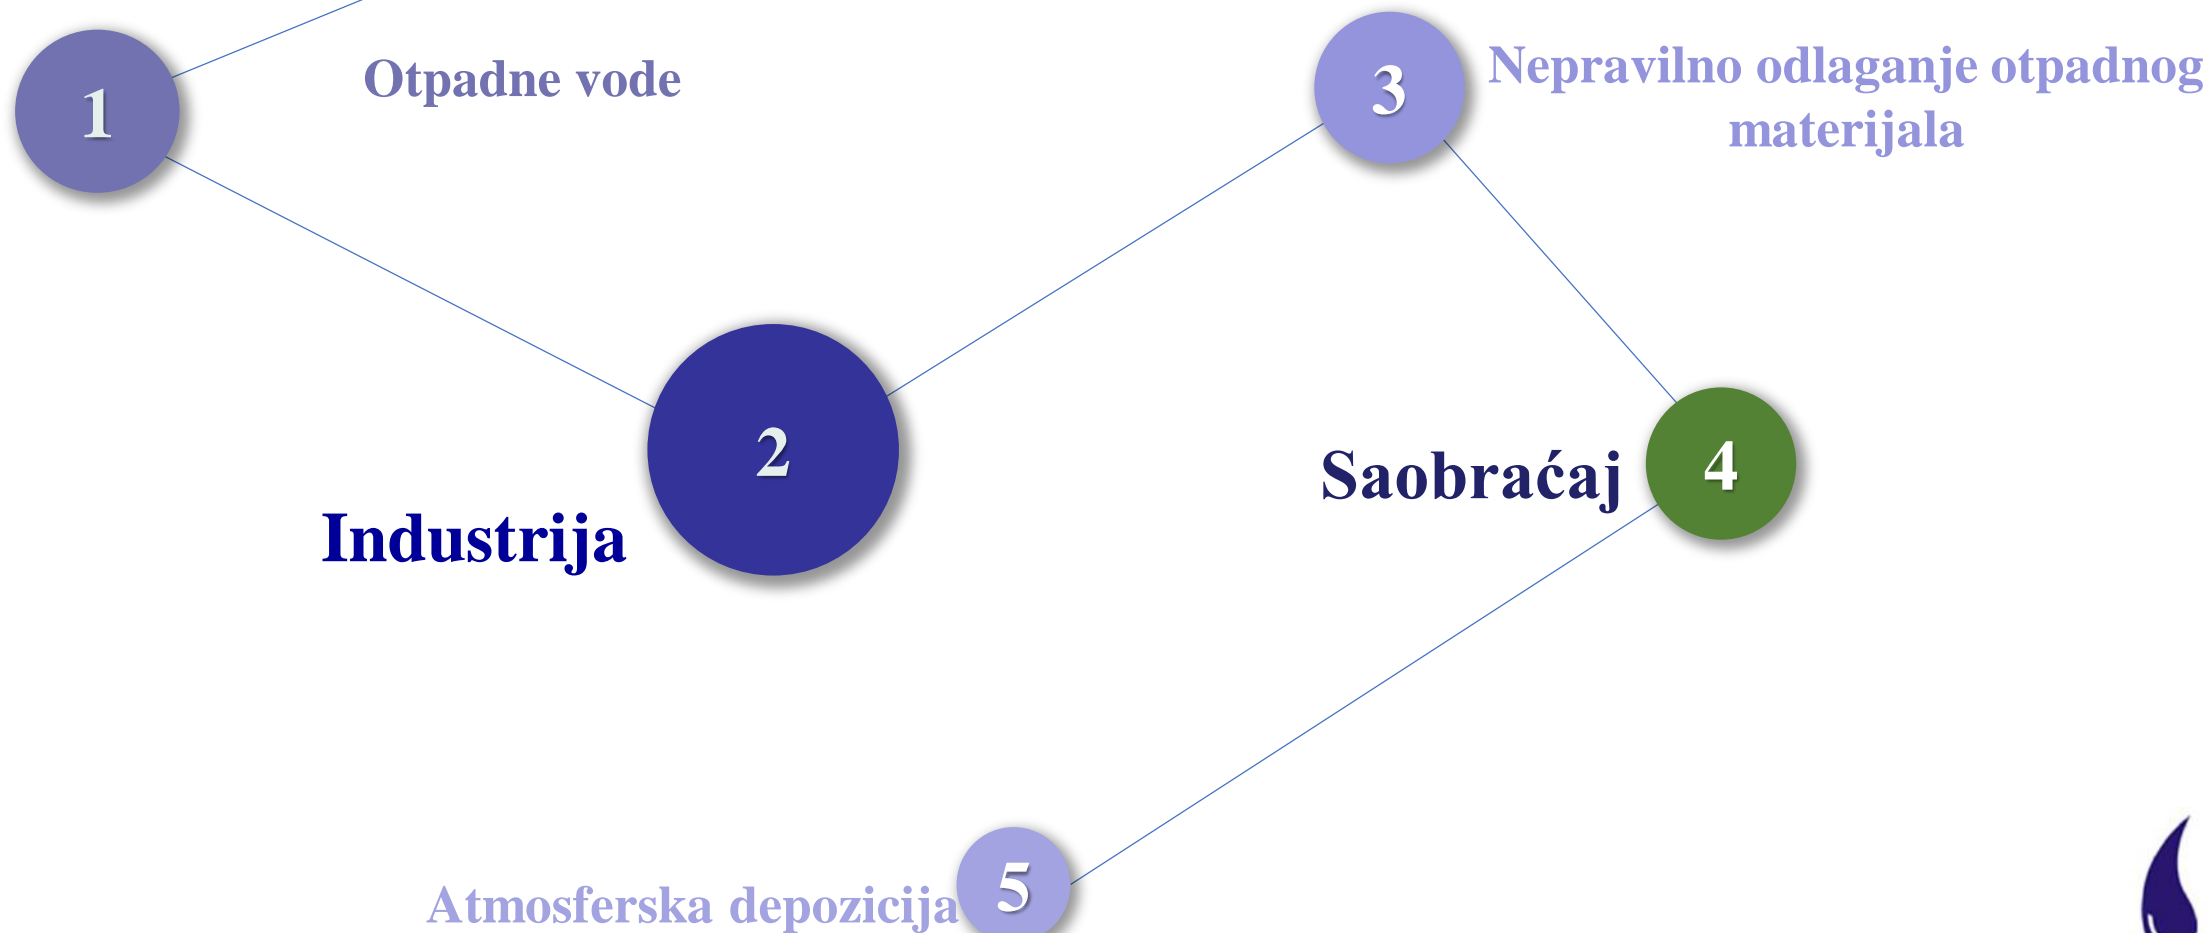 1
Otpadne vode
3
Nepravilno odlaganje otpadnog
materijala
2
Industrija
Saobraćaj
4
Atmosferska depozicija
5